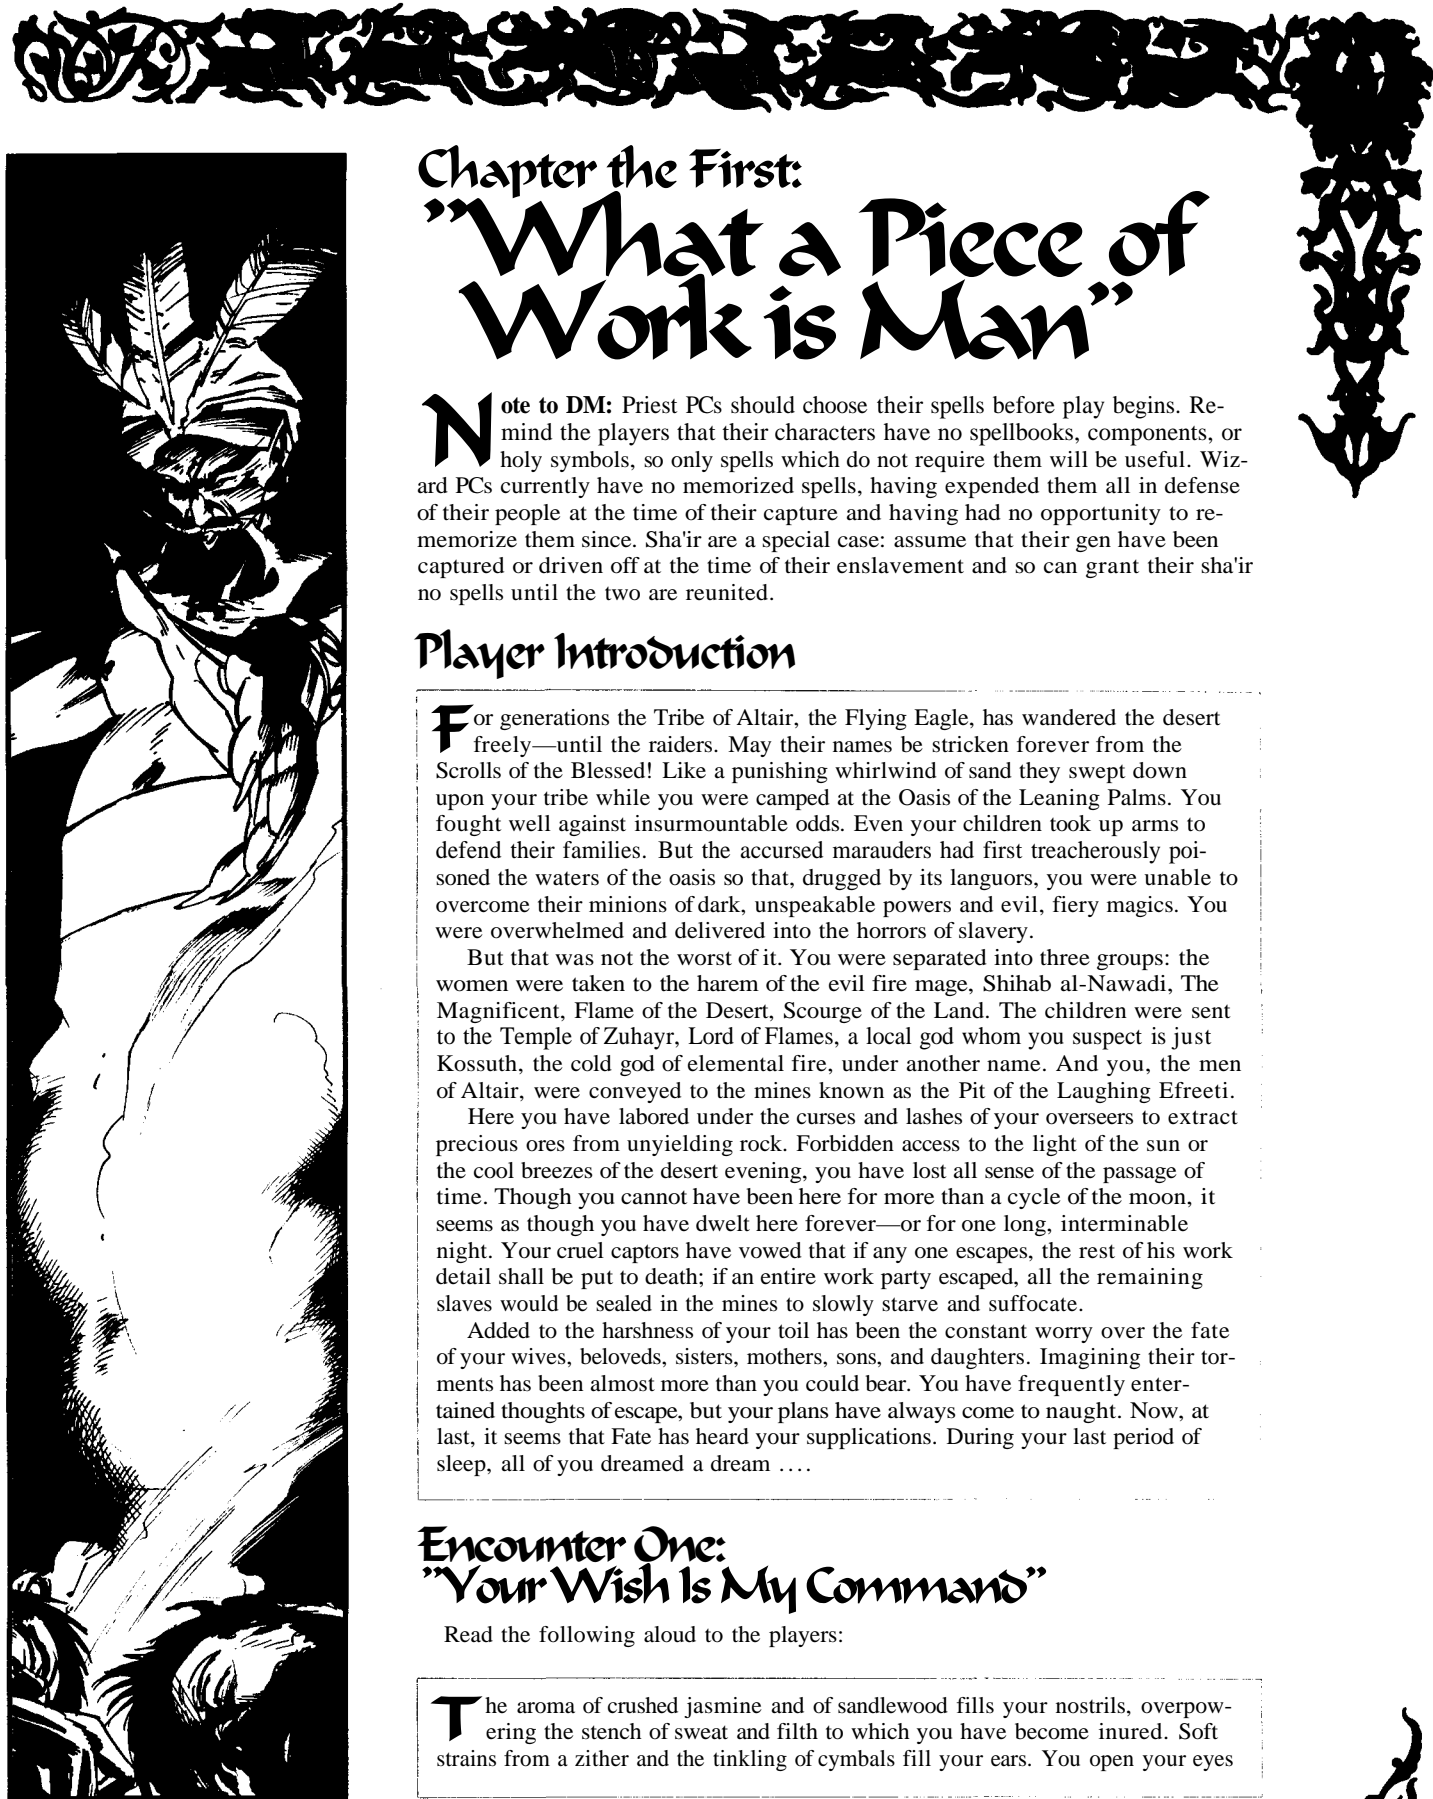 Chapter the First:
"What a Piece of
Work is Man"
Note to DM: Priest PCs should choose their spells before play begins. Re-
mind the players that their characters have no spellbooks, components, or
holy symbols, so only spells which do not require them will be useful. Wiz-
ard PCs currently have no memorized spells, having expended them all in defense
of their people at the time of their capture and having had no opportunity to re-
memorize them since. Sha'ir are a special case: assume that their gen have been
captured or driven off at the time of their enslavement and so can grant their sha'ir
no spells until the two are reunited.
Player Introduction
For generations the Tribe of Altair, the Flying Eagle, has wandered the desert
freely—until the raiders. May their names be stricken forever from the
Scrolls of the Blessed! Like a punishing whirlwind of sand they swept down
upon your tribe while you were camped at the Oasis of the Leaning Palms. You
fought well against insurmountable odds. Even your children took up arms to
defend their families. But the accursed marauders had first treacherously poi-
soned the waters of the oasis so that, drugged by its languors, you were unable to
overcome their minions of dark, unspeakable powers and evil, fiery magics. You
were overwhelmed and delivered into the horrors of slavery.
But that was not the worst of it. You were separated into three groups: the
women were taken to the harem of the evil fire mage, Shihab al-Nawadi, The
Magnificent, Flame of the Desert, Scourge of the Land. The children were sent
to the Temple of Zuhayr, Lord of Flames, a local god whom you suspect is just
Kossuth, the cold god of elemental fire, under another name. And you, the men
of Altair, were conveyed to the mines known as the Pit of the Laughing Efreeti.
Here you have labored under the curses and lashes of your overseers to extract
precious ores from unyielding rock. Forbidden access to the light of the sun or
the cool breezes of the desert evening, you have lost all sense of the passage of
time. Though you cannot have been here for more than a cycle of the moon, it
seems as though you have dwelt here forever—or for one long, interminable
night. Your cruel captors have vowed that if any one escapes, the rest of his work
detail shall be put to death; if an entire work party escaped, all the remaining
slaves would be sealed in the mines to slowly starve and suffocate.
Added to the harshness of your toil has been the constant worry over the fate
of your wives, beloveds, sisters, mothers, sons, and daughters. Imagining their tor-
ments has been almost more than you could bear. You have frequently enter-
tained thoughts of escape, but your plans have always come to naught. Now, at
last, it seems that Fate has heard your supplications. During your last period of
sleep, all of you dreamed a dream ....
Encounter One:
"Your Wish Is My Command"
Read the following aloud to the players:
The aroma of crushed jasmine and of sandlewood fills your nostrils, overpow-
ering the stench of sweat and filth to which you have become inured. Soft
strains from a zither and the tinkling of cymbals fill your ears. You open your eyes